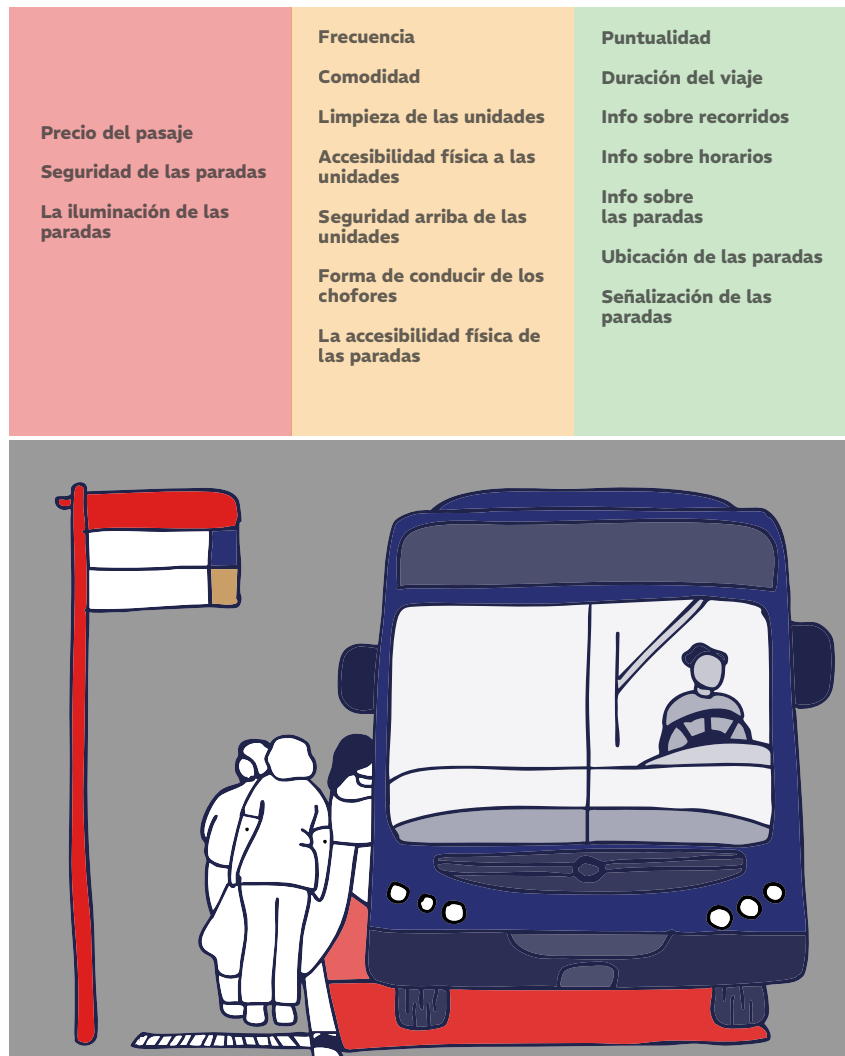 Precio del pasaje
Seguridad de las paradas
La iluminación de las
paradas
Frecuencia
Comodidad
Limpieza de las unidades
Accesibilidad física a las
unidades
Seguridad arriba de las
unidades
Forma de conducir de los
chofores
La accesibilidad física de
las paradas
Puntualidad
Duración del viaje
Info sobre recorridos
Info sobre horarios
Info sobre
las paradas
Ubicación de las paradas
Señalización de las
paradas